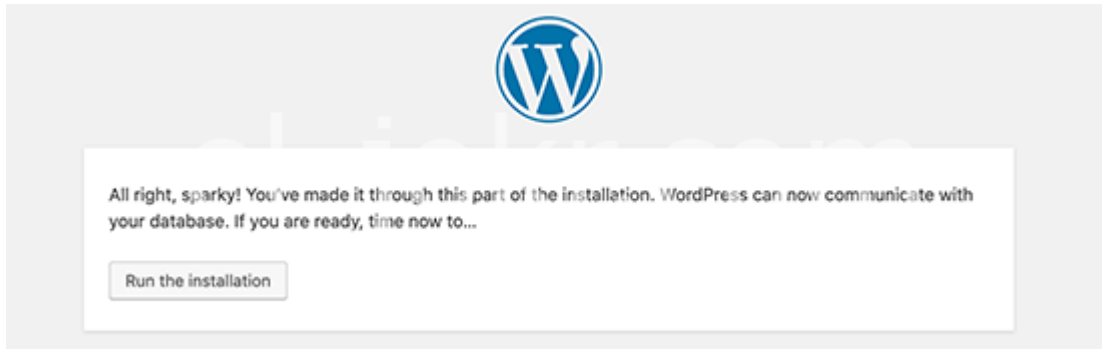 All right, sparky! You've made it through this part of the installation. WordPress can now communicate with
your database. If you are ready, time now to...
Run the installation